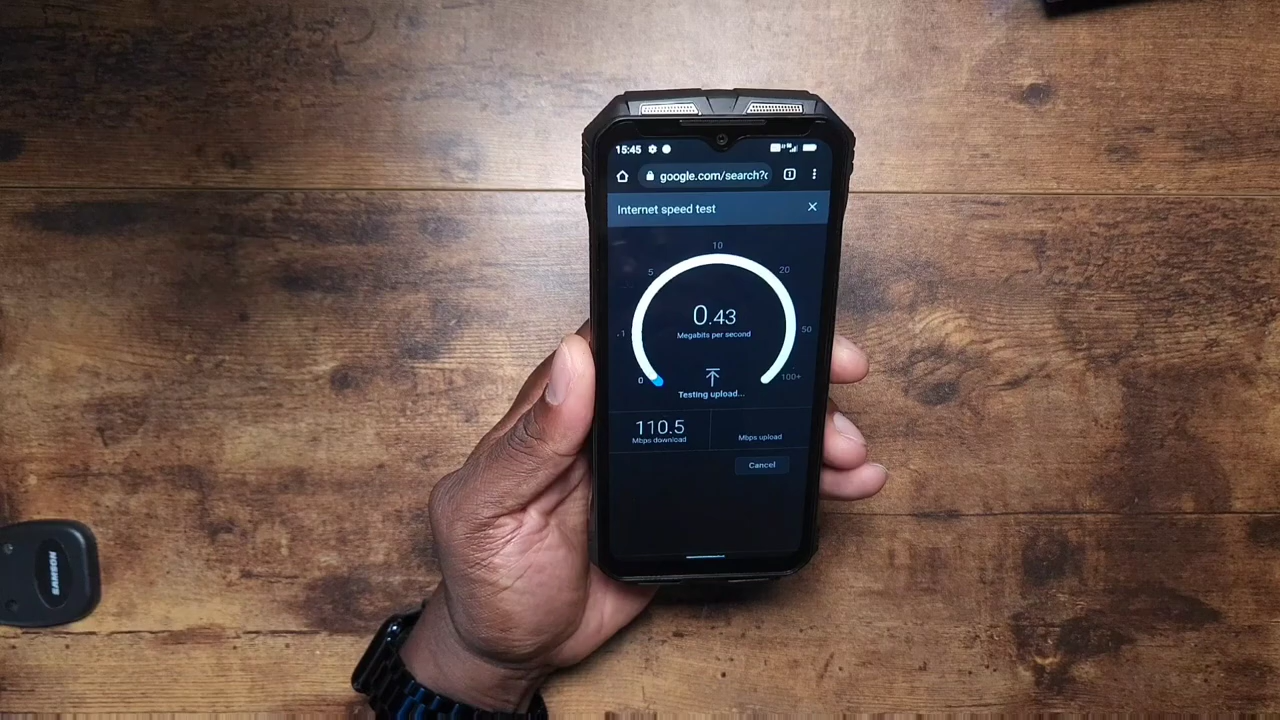 15:45
google.com/search?c
Internet speed test
10
5
20
.1
0.43
50
Megabits per second
0
100+
Testing upload...
110.5
Mbps download
Mbps upload
Cancel
SAMSON